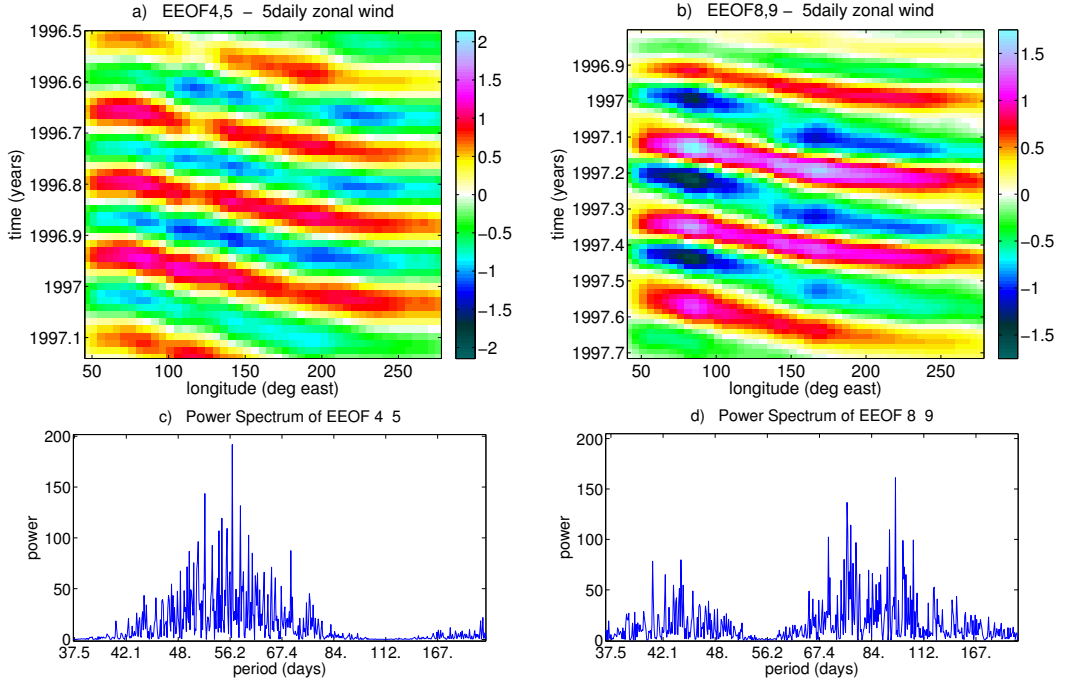 a) EEOF4,5 − 5daily zonal wind
1996.5
1996.6
1996.7
1996.8
1996.9
1997
1997.1
time (years)
50 100 150 200 250
longitude (deg east)
2
1.5
1
0.5
0
−0.5
−1
−1.5
−2
b) EEOF8,9 − 5daily zonal wind
1996.9
1997
1997.1
1997.2
1997.3
1997.4
1997.5
1997.6
1997.7
time (years)
50 100 150 200 250
longitude (deg east)
1.5
1
0.5
0
−0.5
−1
−1.5
c) Power Spectrum of EEOF 4 5
200
150
100
50
0
power
37.5 42.1 48. 56.2 67.4 84. 112.4 167.
period (days)
d) Power Spectrum of EEOF 8 9
200
150
100
50
0
power
37.5 42.1 48. 56.2 67.4 84. 112.4 167.
period (days)